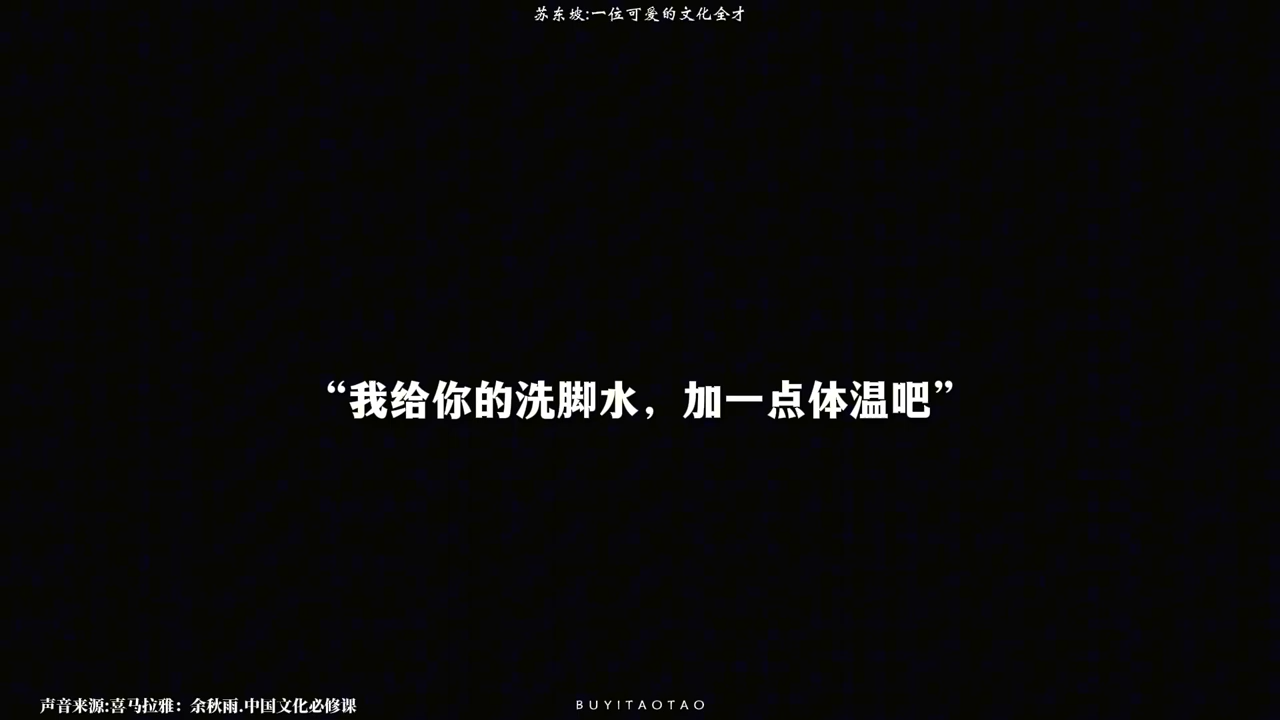 苏东坡:一位可爱的文化全才
“我给你的洗脚水，加一点体温吧”
声音来源:喜马拉雅：余秋雨.中国文化必修课
BUYITAOTAO